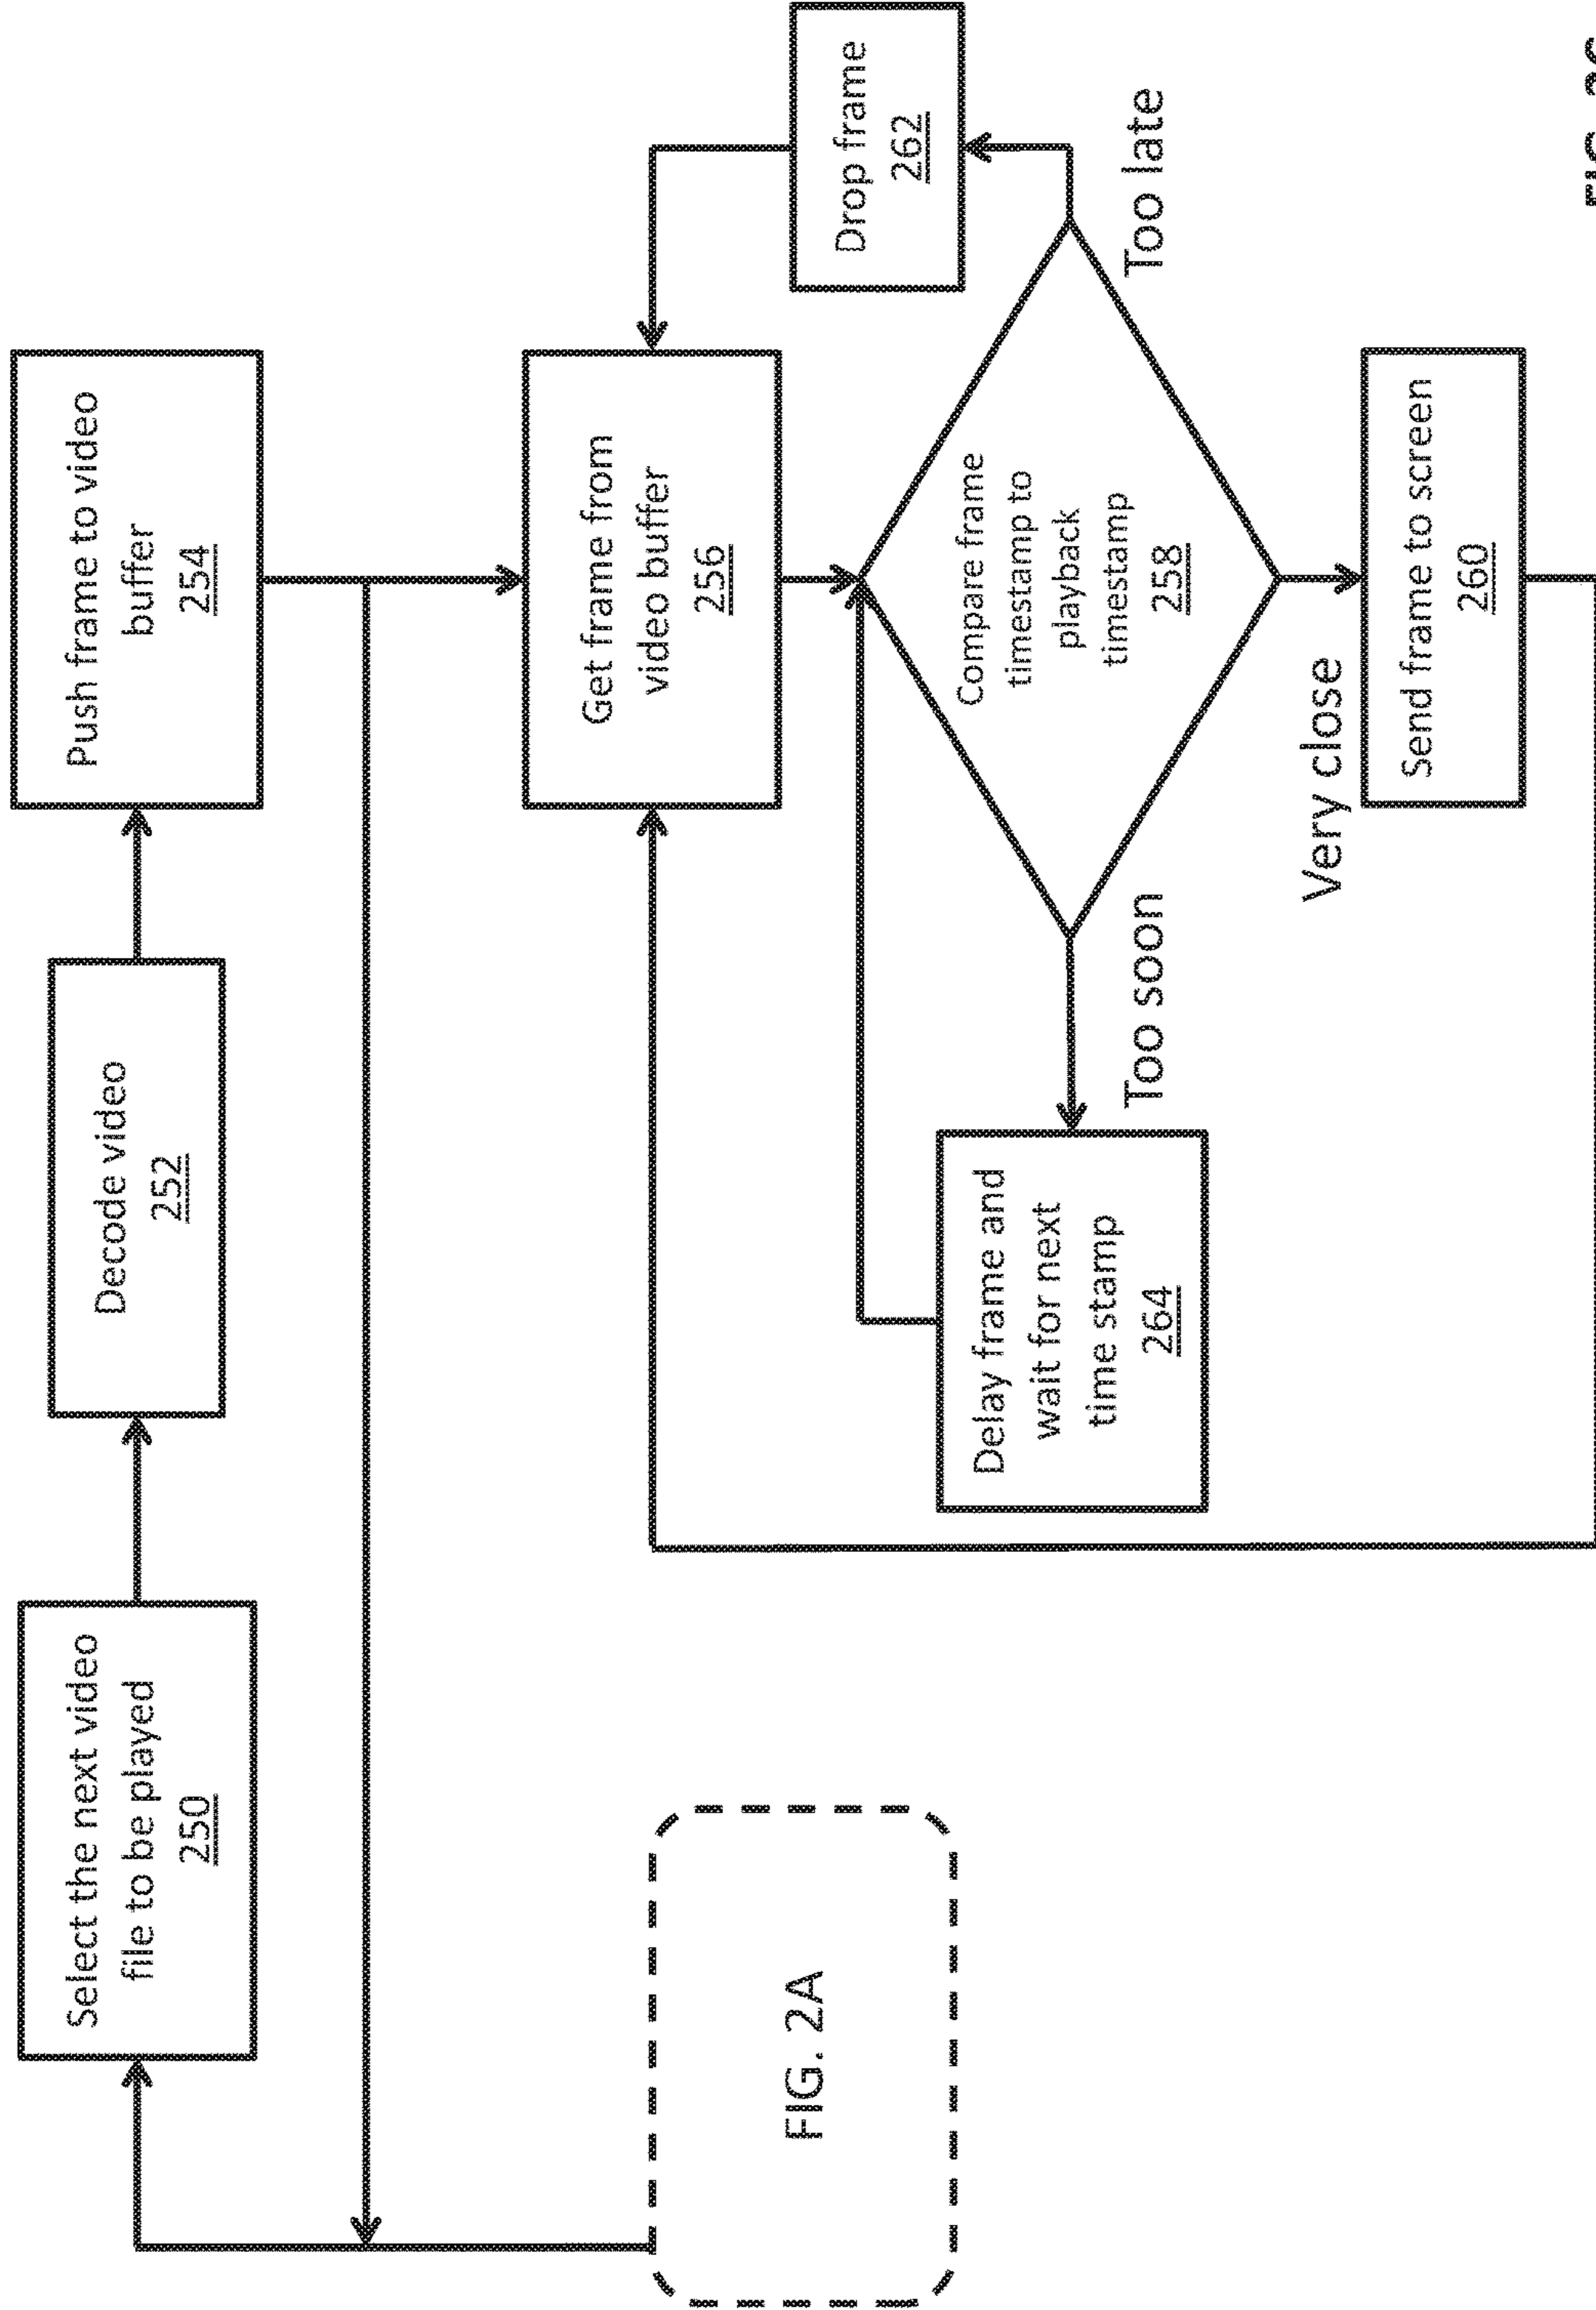 Select the next video
file to be played
250
Decode video
252
Push frame to video
buffer
254
Get frame from
video buffer
256
FIG. 2A
Drop frame
262
Delay frame and
wait for next
time stamp
264
Compare frame
timestamp to
playback
timestamp
258
Too soon
Too late
Very close
Send frame to screen
260